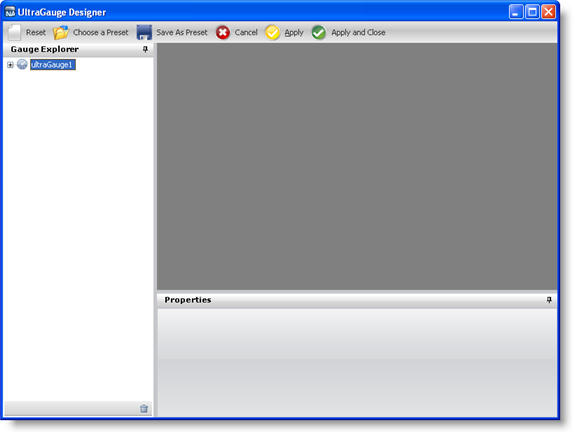 UltraGauge Designer
Reset Choose a Preset Save As Preset Cancel Apply Apply and Close
Gauge Explorer
ultraGauge1
Properties